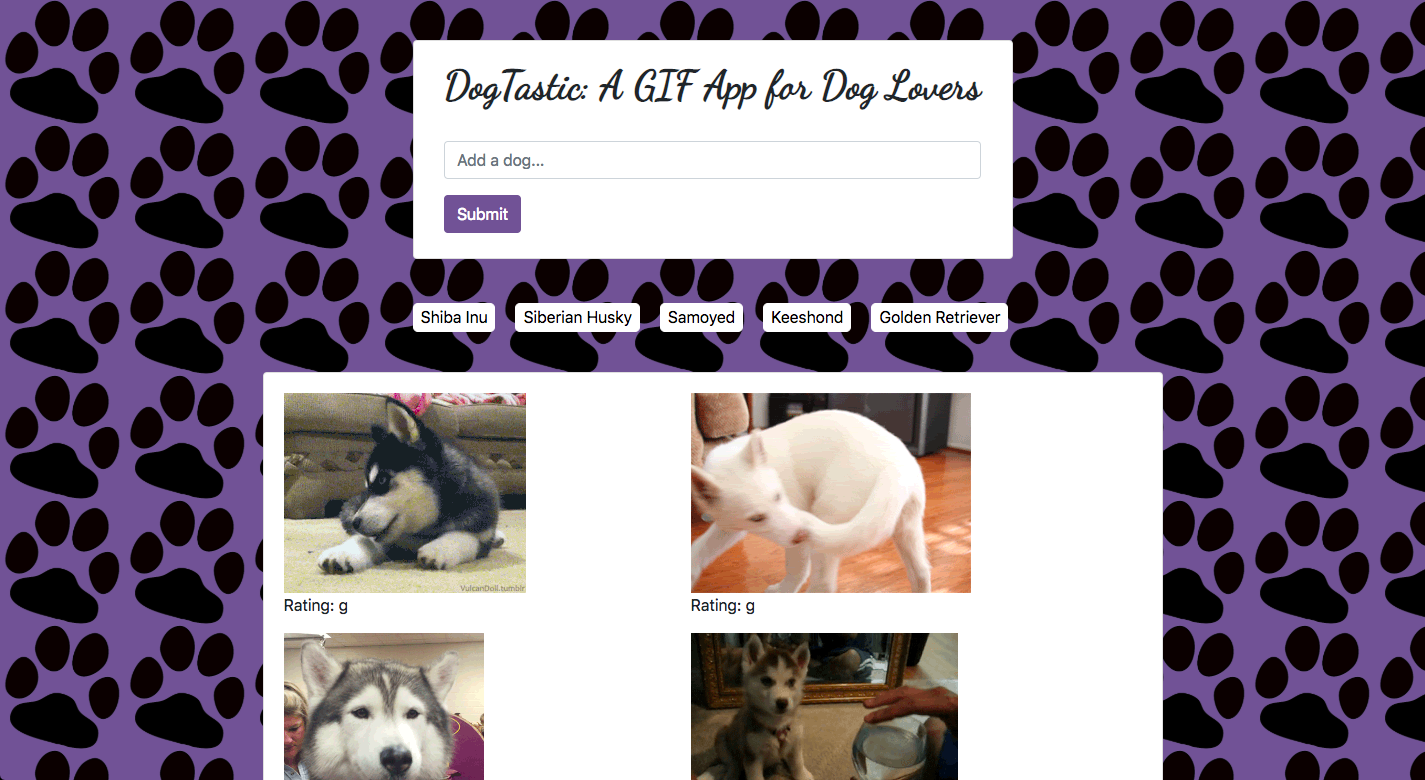 DogTastic: A GIF App for Dog Lovers
Add a dog...
Submit
Shiba Inu Siberian Husky Samoyed Keeshond Golden Retriever
VulcanDoll.tumblr
Rating: g Rating: g